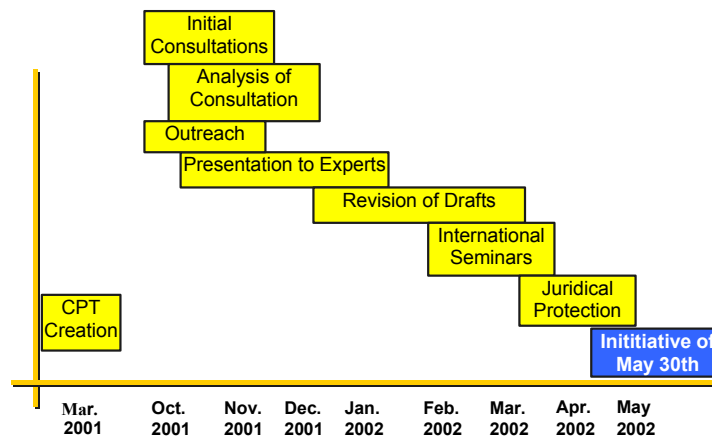 Initial
Consultations
Analysis of
Consultation
Outreach
Presentation to Experts
Revision of Drafts
International
Seminars
Juridical
Protection
CPT
Creation
Inititiative of
May 30th
Mar. Oct. Nov. Dec. Jan. Feb. Mar. Apr. May
2001 2001 2001 2001 2002 2002 2002 2002 2002